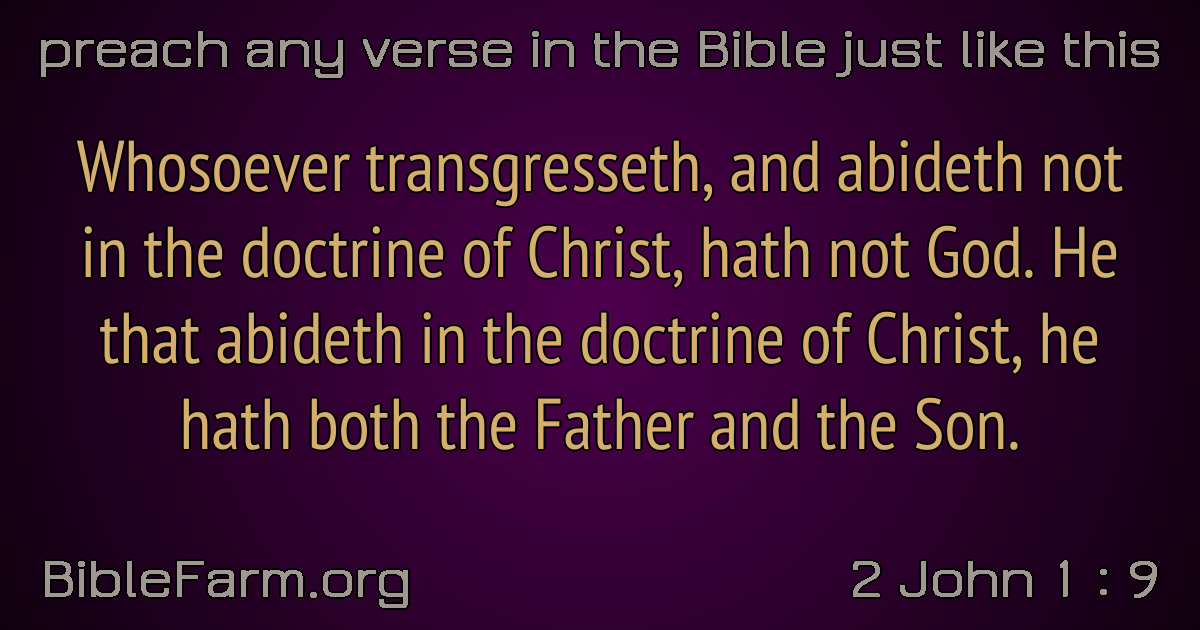 preach any verse in the Bible just like this
Whosoever transgresseth, and abideth not
in the doctrine of Christ, hath not God. He
that abideth in the doctrine of Christ, he
hath both the Father and the Son.
BibleFarm.org
2 John 1 : 9